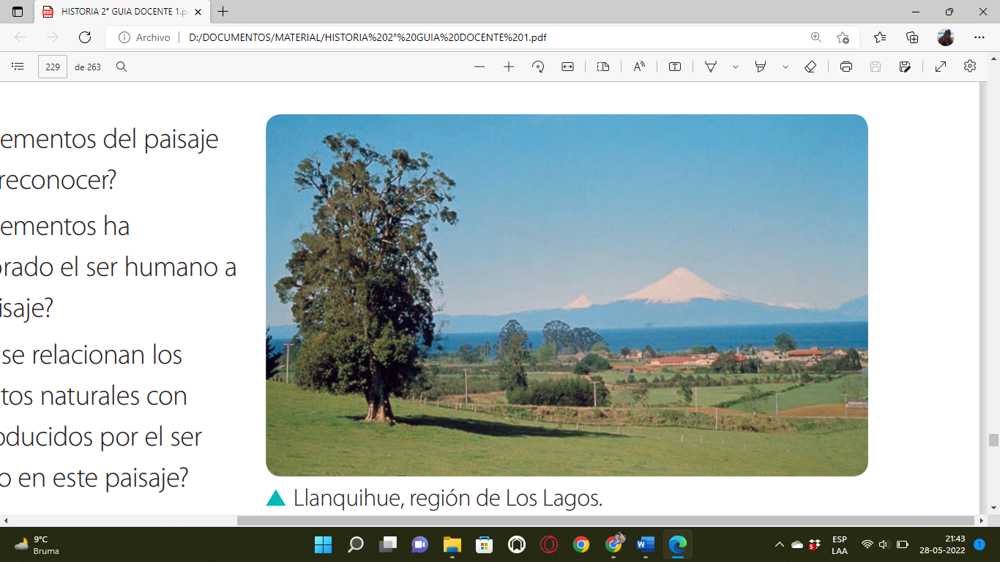 HISTORIA 2° GUIA DOCENTE 1.p
Archivo
D:/DOCUMENTOS/MATERIAL/HISTORIA%202°%20GUIA%20DOCENTE%201.pdf
229 de 263
ementos del paisaje
reconocer?
ementos ha
orado el ser humano a
isaje?
se relacionan los
tos naturales con
oducidos por el ser
o en este paisaje?
Llanquihue, región de Los Lagos.
9°C
Bruma
ESP
LAA
21:43
28-05-2022
1